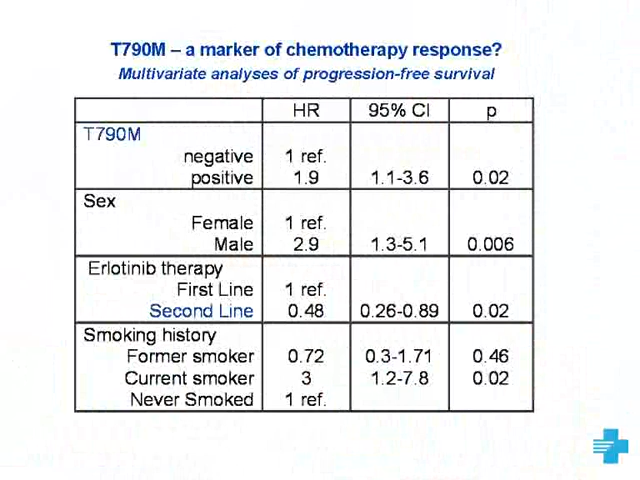 T790M – a marker of chemotherapy response?
Multivariate analyses of progression-free survival
HR 95% CI p
T790M
negative 1 ref.
positive 1.9 1.1-3.6 0.02
Sex
Female 1 ref.
Male 2.9 1.3-5.1 0.006
Erlotinib therapy
First Line 1 ref.
Second Line 0.48 0.26-0.89 0.02
Smoking history
Former smoker 0.72 0.3-1.71 0.46
Current smoker 3 1.2-7.8 0.02
Never Smoked 1 ref.